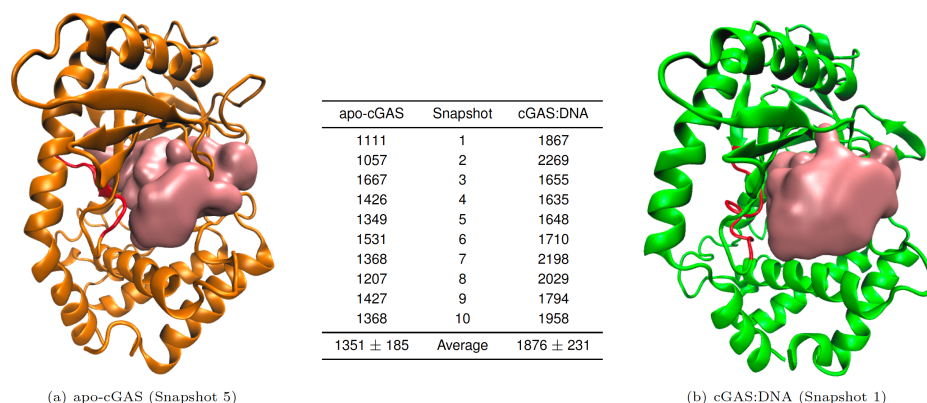 apo-cGAS Snapshot cGAS:DNA
1111 1 1867
1057 2 2269
1667 3 1655
1426 4 1635
1349 5 1648
1531 6 1710
1368 7 2198
1207 8 2029
1427 9 1794
1368 10 1958
1351 ± 185 Average 1876 ± 231
(a) apo-cGAS (Snapshot 5)
(b) cGAS:DNA (Snapshot 1)